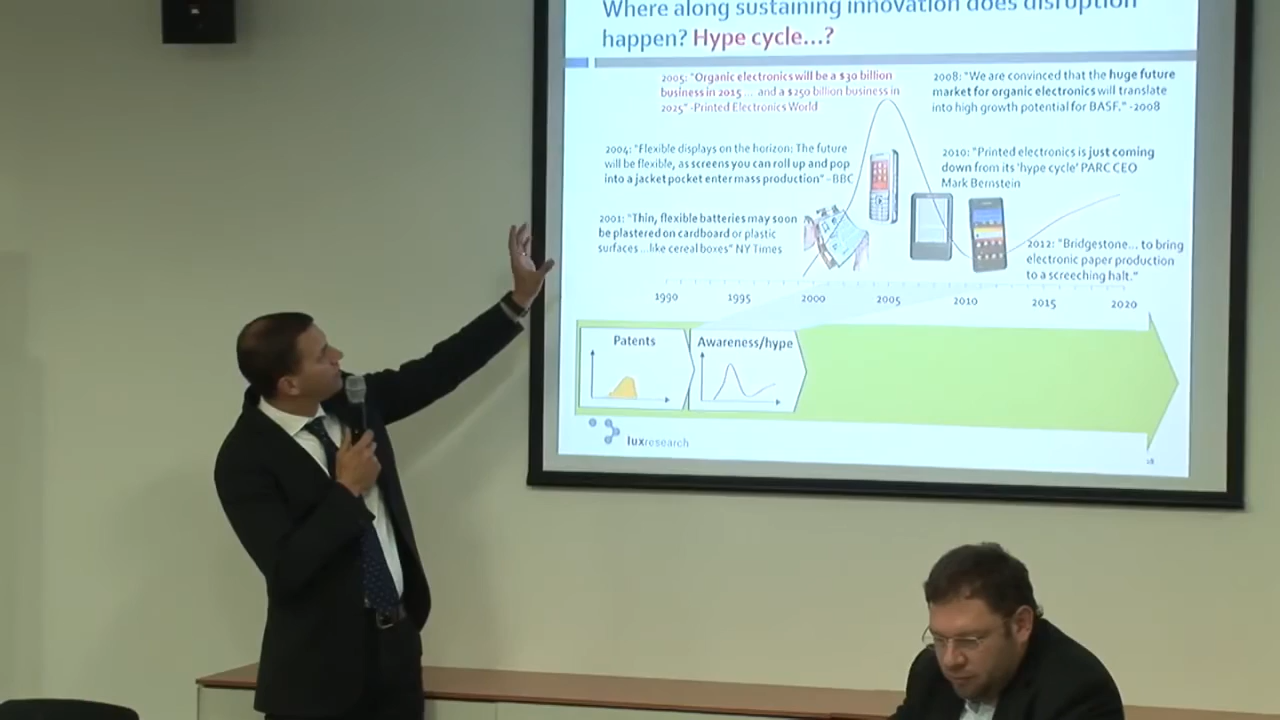 Where along sustaining innovation does disruption
happen? Hype cycle...?
2005: "Organic electronics will be a $30 billion
business in 2015 ... and a $250 billion business in
2025" -Printed Electronics World
2008: "We are convinced that the huge future
market for organic electronics will translate
into high growth potential for BASF." -2008
2004: "Flexible displays on the horizon: The future
will be flexible, as screens you can roll up and pop
into a jacket pocket enter mass production" -BBC
2010: "Printed electronics is just coming
down from its 'hype cycle' PARC CEO
Mark Bernstein
2001: "Thin, flexible batteries may soon
be plastered on cardboard or plastic
surfaces ...like cereal boxes" NY Times
2012: "Bridgestone... to bring
electronic paper production
to a screeching halt."
1990 1995 2000 2005 2010 2015 2020
Patents
Awareness/hype
luxresearch